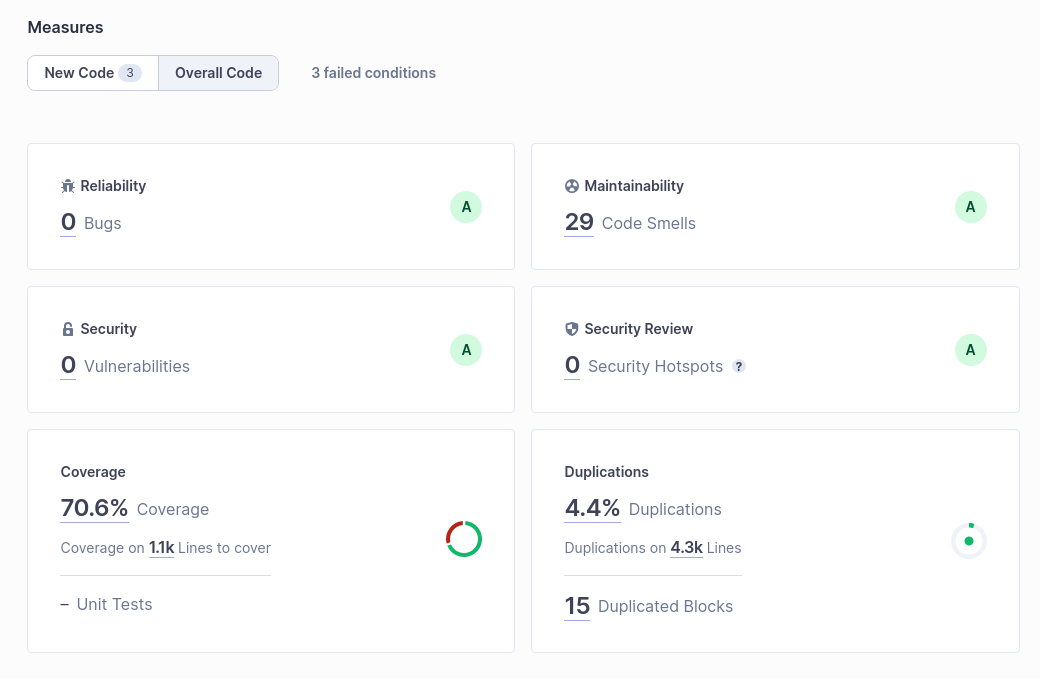 Measures
New Code 3 Overall Code 3 failed conditions
Reliability
0 Bugs
A
Maintainability
29 Code Smells
A
Security
0 Vulnerabilities
A
Security Review
0 Security Hotspots ?
A
Coverage
70.6% Coverage
Coverage on 1.1k Lines to cover
– Unit Tests
Duplications
4.4% Duplications
Duplications on 4.3k Lines
15 Duplicated Blocks